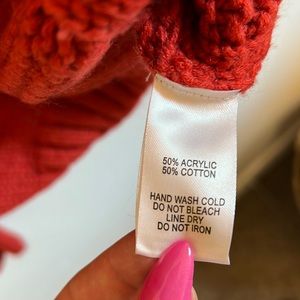 50% ACRYLIC
50% COTTON
HAND WASH COLD
DO NOT BLEACH
LINE DRY
DO NOT IRON